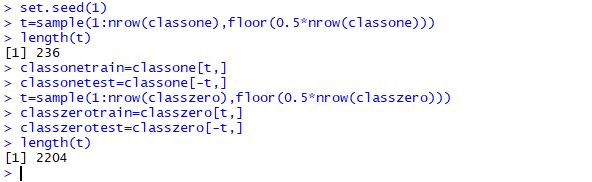 > set.seed(1)
> t=sample(1:nrow(classone),floor(0.5*nrow(classone)))
> length(t)
[1] 236
> classonetrain=classone[t,]
> classonetest=classone[-t,]
> t=sample(1:nrow(classzero),floor(0.5*nrow(classzero)))
> classzerotrain=classzero[t,]
> classzerotest=classzero[-t,]
> length(t)
[1] 2204
>